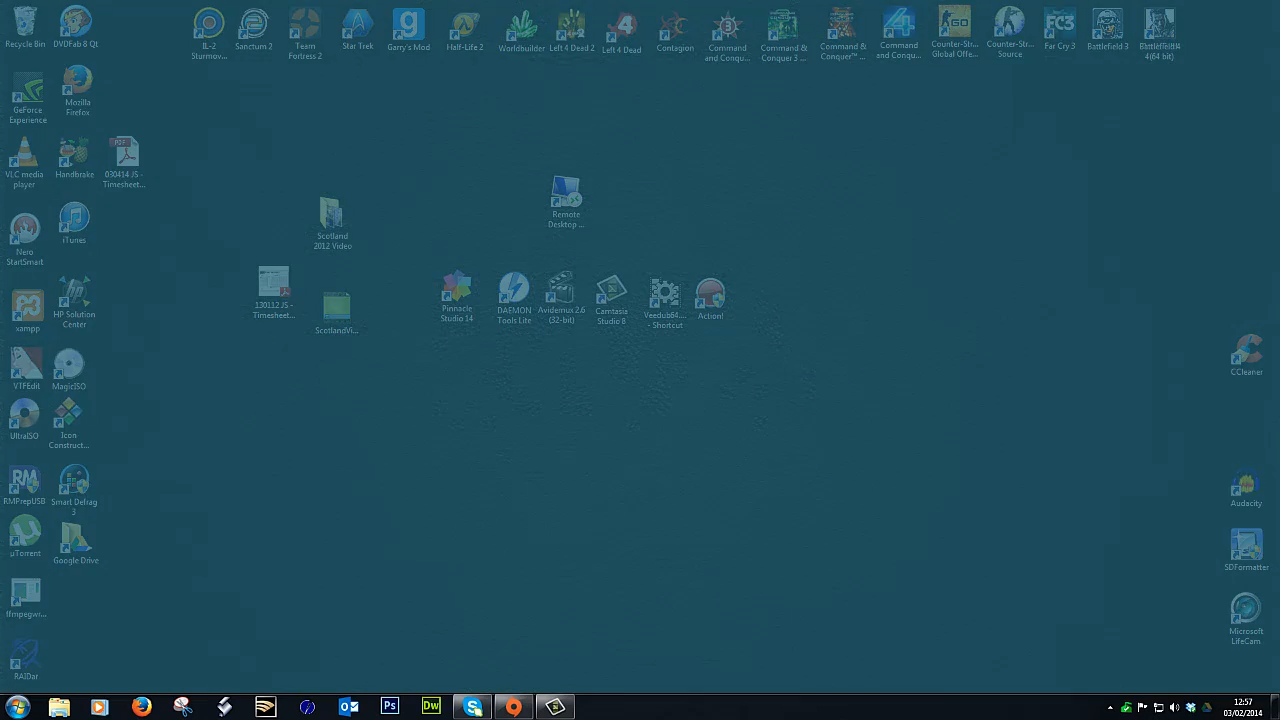 Recycle Bin
DVDFab 8 Qt
IL-2
Sturmov...
Sanctum 2
Team
Fortress 2
Star Trek
Garry's Mod
Half-Life 2
Worldbuilder
Left 4 Dead 2
Left 4 Dead
Contagion
Command
and Conqu...
Command &
Conquer 3 ...
Command &
Conquer™ ...
Command
and Conqu...
Counter-Str...
Global Offe...
Counter-Str...
Source
Far Cry 3
Battlefield 3
Battlefield 4
4(64 bit)
GeForce
Experience
Mozilla
Firefox
VLC media
player
Handbrake
PDF
030414 JS -
Timesheet...
Nero
StartSmart
iTunes
Scotland
2012 Video
Remote
Desktop ...
xampp
HP Solution
Center
130112 JS -
Timesheet...
ScotlandVi...
Pinnacle
Studio 14
DAEMON
Tools Lite
Avidemux 2.6
(32-bit)
Camtasia
Studio 8
Veedub64....
- Shortcut
Action!
VTFEdit
MagicISO
CCleaner
UltraISO
Icon
Construct...
RM
RMPrepUSB
Smart Defrag
3
Audacity
uTorrent
Google Drive
SDFormatter
ffmpegwr...
Microsoft
LifeCam
RAIDar
Ps
Dw
12:57
03/02/2014